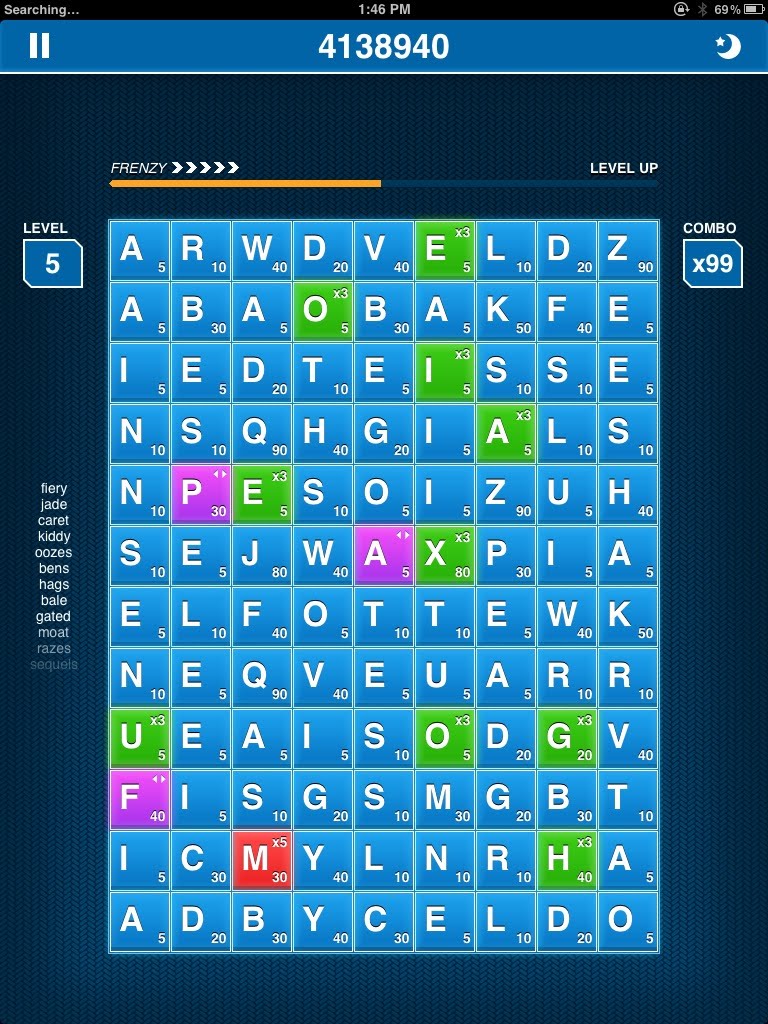 Searching... 1:46 PM 69%
4138940
FRENZY LEVEL UP
LEVEL COMBO
5 x99
A 5 R 10 W 40 D 20 V 40 E x3 5 L 10 D 20 Z 90
A 5 B 30 A 5 O x3 5 B 30 A 5 K 50 F 40 E 5
I 5 E 5 D 20 T 10 E 5 I x3 5 S 10 S 10 E 5
N 10 S 10 Q 90 H 40 G 20 I 5 A x3 5 L 10 S 10
N 10 P 30 E x3 5 S 10 O 5 I 5 Z 90 U 5 H 40
S 10 E 5 J 80 W 40 A 5 X x3 80 P 30 I 5 A 5
E 5 L 10 F 40 O 5 T 10 T 10 E 5 W 40 K 50
N 10 E 5 Q 90 V 40 E 5 U 5 A 5 R 10 R 10
U x3 5 E 5 A 5 I 5 S 10 O x3 5 D 20 G x3 20 V 40
F 40 I 5 S 10 G 20 S 10 M 30 G 20 B 30 T 10
I 5 C 30 M x5 30 Y 40 L 10 N 10 R 10 H x3 40 A 5
A 5 D 20 B 30 Y 40 C 30 E 5 L 10 D 20 O 5
fiery
jade
caret
kiddy
oozes
bens
hags
bale
gated
moat
razes
sequels